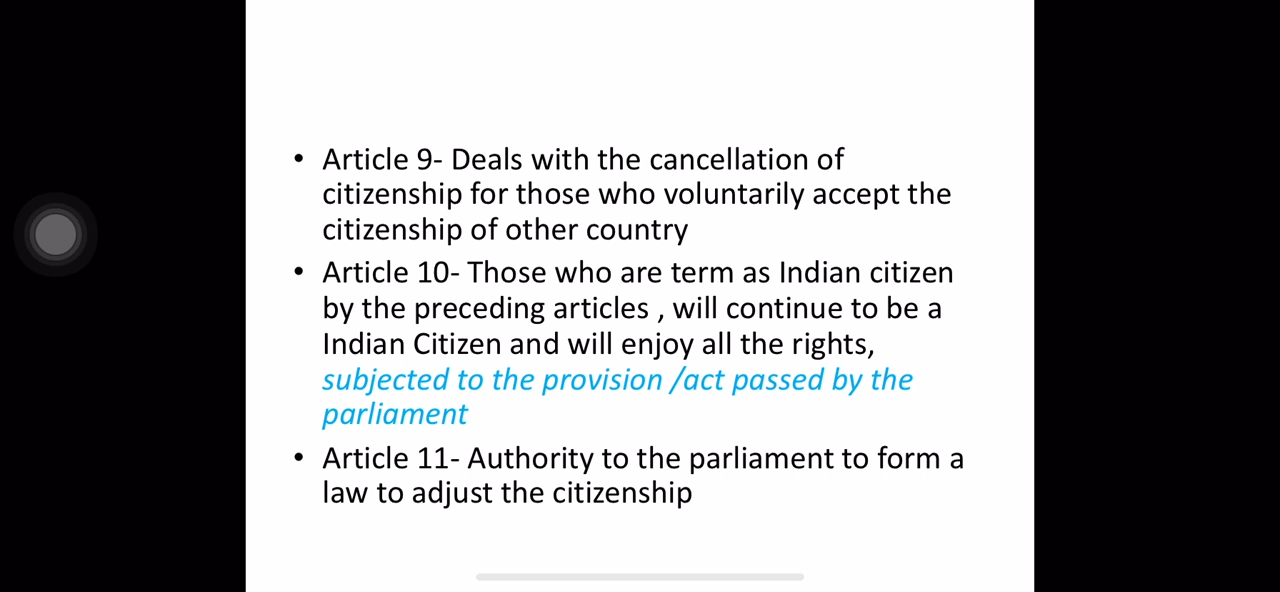 • Article 9- Deals with the cancellation of
citizenship for those who voluntarily accept the
citizenship of other country
• Article 10- Those who are term as Indian citizen
by the preceding articles , will continue to be a
Indian Citizen and will enjoy all the rights,
subjected to the provision /act passed by the
parliament
• Article 11- Authority to the parliament to form a
law to adjust the citizenship